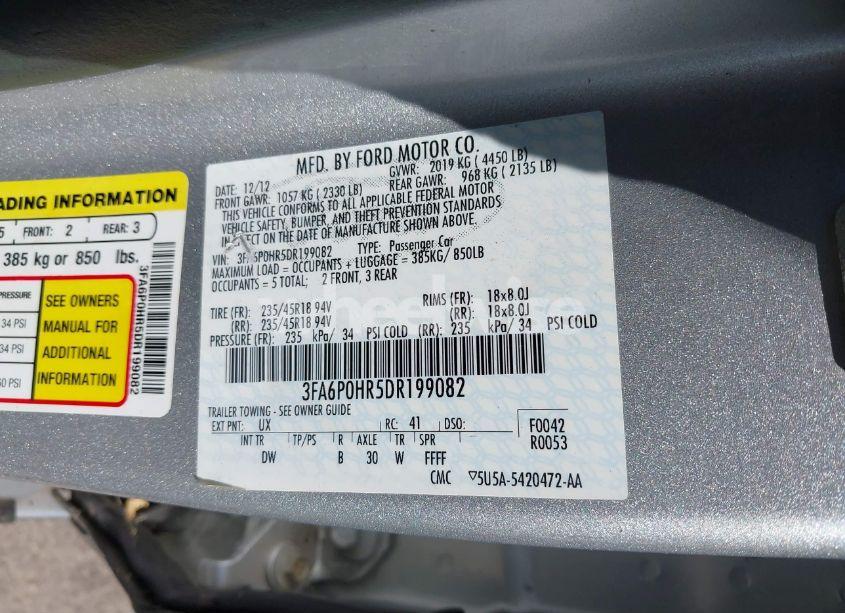 ADING INFORMATION
5 FRONT: 2 REAR: 3
385 kg or 850 lbs.
PRESSURE
34 PSI
34 PSI
60 PSI
SEE OWNERS
MANUAL FOR
ADDITIONAL
INFORMATION
3FA6P0HR5DR199082
MFD. BY FORD MOTOR CO.
DATE: 12/12 GVWR: 2019 KG ( 4450 LB)
FRONT GAWR: 1057 KG ( 2330 LB) REAR GAWR: 968 KG ( 2135 LB)
THIS VEHICLE CONFORMS TO ALL APPLICABLE FEDERAL MOTOR
VEHICLE SAFETY, BUMPER, AND THEFT PREVENTION STANDARDS
IN EFFECT ON THE DATE OF MANUFACTURE SHOWN ABOVE.
VIN: 3F 6P0HR5DR199082 TYPE: Passenger Car
MAXIMUM LOAD = OCCUPANTS + LUGGAGE = 385KG/ 850LB
OCCUPANTS = 5 TOTAL; 2 FRONT, 3 REAR
TIRE (FR): 235/45R18 94V RIMS (FR): 18x8.0J
(RR): 235/45R18 94V (RR): 18x8.0J
PRESSURE (FR): 235 kPa/ 34 PSI COLD (RR): 235 kPa/ 34 PSI COLD
3FA6P0HR5DR199082
TRAILER TOWING - SEE OWNER GUIDE
EXT PNT: UX RC: 41 DSO: F0042
INT TR TP/PS R AXLE TR SPR R0053
DW B 30 W FFFF
CMC ▽5U5A-5420472-AA